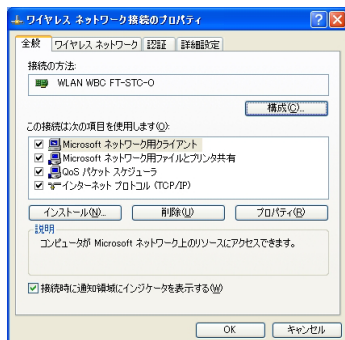 ワイヤレス ネットワーク接続のプロパティ
全般 ワイヤレス ネットワーク 認証 詳細設定
接続の方法:
WLAN WBC FT-STC-O
構成(C)...
この接続は次の項目を使用します(O):
Microsoft ネットワーク用クライアント
Microsoft ネットワーク用ファイルとプリンタ共有
QoS パケット スケジューラ
インターネット プロトコル (TCP/IP)
インストール(N)... 削除(U) プロパティ(R)
説明
コンピュータが Microsoft ネットワーク上のリソースにアクセスできます。
接続時に通知領域にインジケータを表示する(W)
OK キャンセル